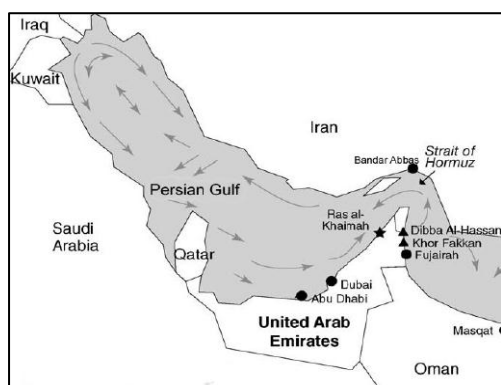 Iraq
Kuwait
Iran
Strait of
Hormuz
Bandar Abbas
Persian Gulf
Saudi
Arabia
Ras al-
Khaimah
Dibba Al-Hassan
Khor Fakkan
Fujairah
Qatar
Dubai
Abu Dhabi
United Arab
Emirates
Masqat
Oman